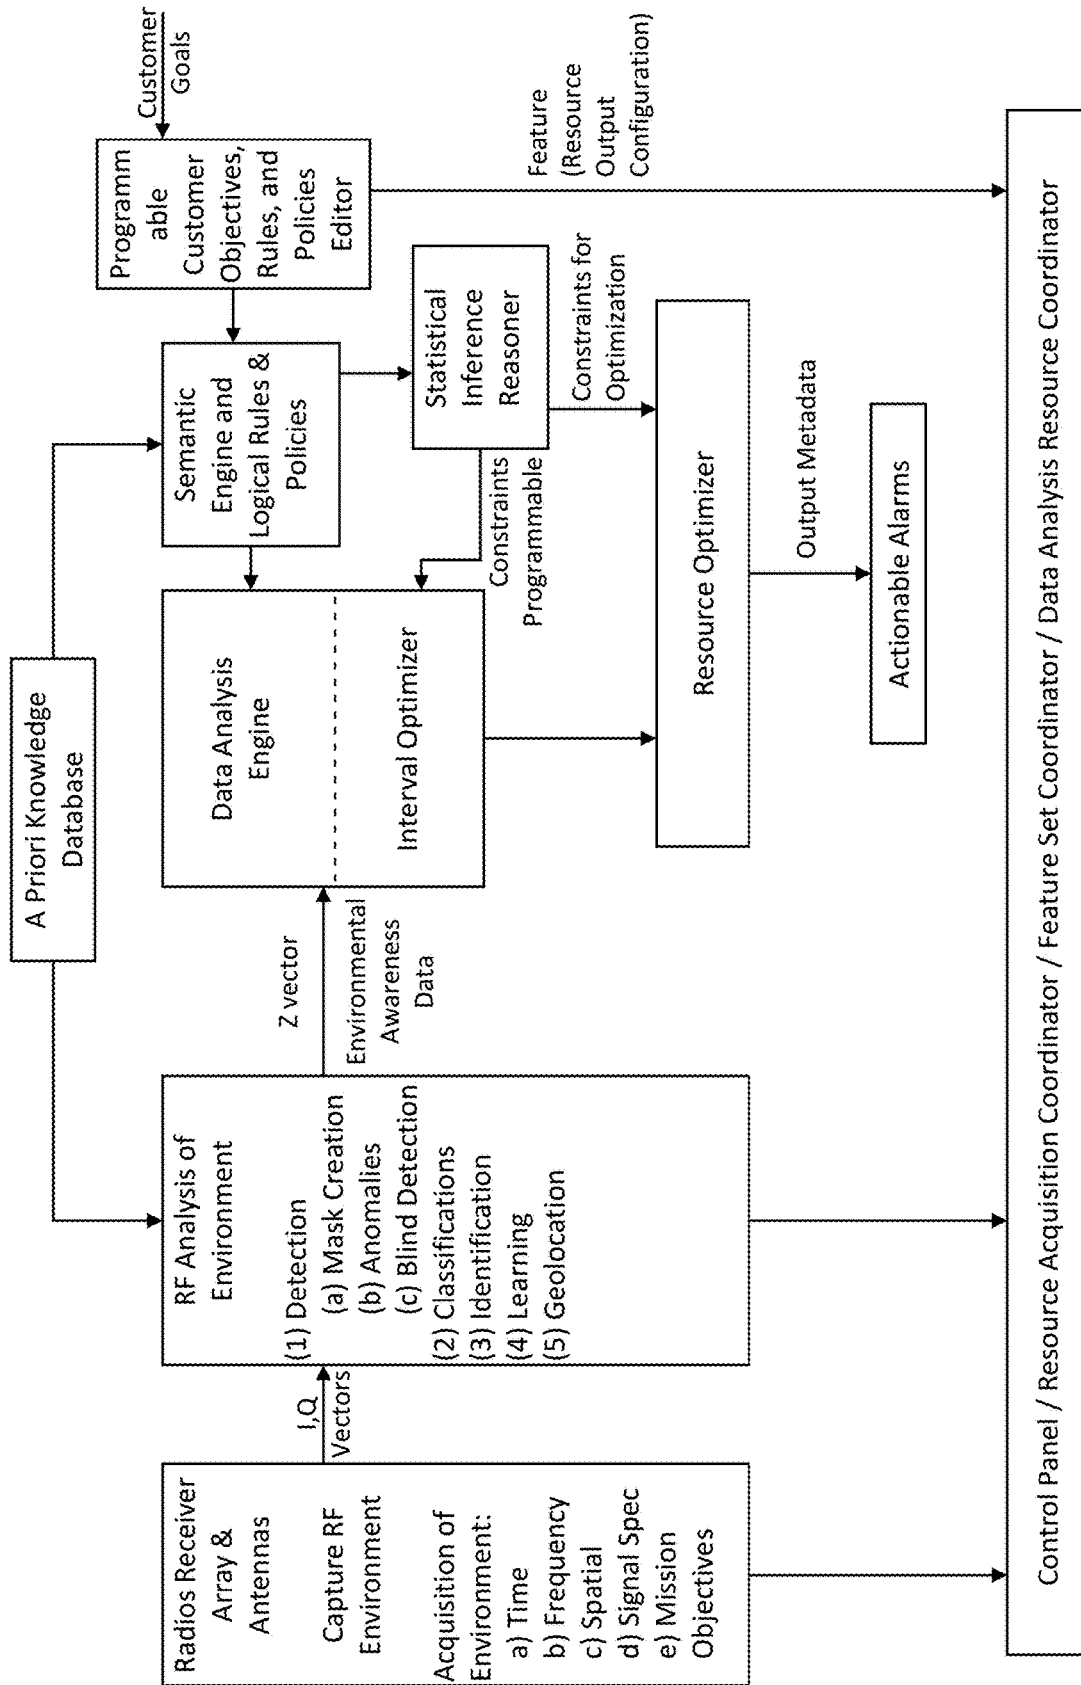 A Priori Knowledge
Database
Customer
Goals
Radios Receiver
Array &
Antennas
Capture RF
Environment
Acquisition of
Environment:
a) Time
b) Frequency
c) Spatial
d) Signal Spec
e) Mission
Objectives
I,Q
Vectors
RF Analysis of
Environment
(1) Detection
(a) Mask Creation
(b) Anomalies
(c) Blind Detection
(2) Classifications
(3) Identification
(4) Learning
(5) Geolocation
Z vector
Environmental
Awareness
Data
Data Analysis
Engine
Interval Optimizer
Semantic
Engine and
Logical Rules &
Policies
Programm
able
Customer
Objectives,
Rules, and
Policies
Editor
Statistical
Inference
Reasoner
Constraints
Programmable
Constraints for
Optimization
Feature
(Resource
Output
Configuration)
Resource Optimizer
Output Metadata
Actionable Alarms
Control Panel / Resource Acquisition Coordinator / Feature Set Coordinator / Data Analysis Resource Coordinator